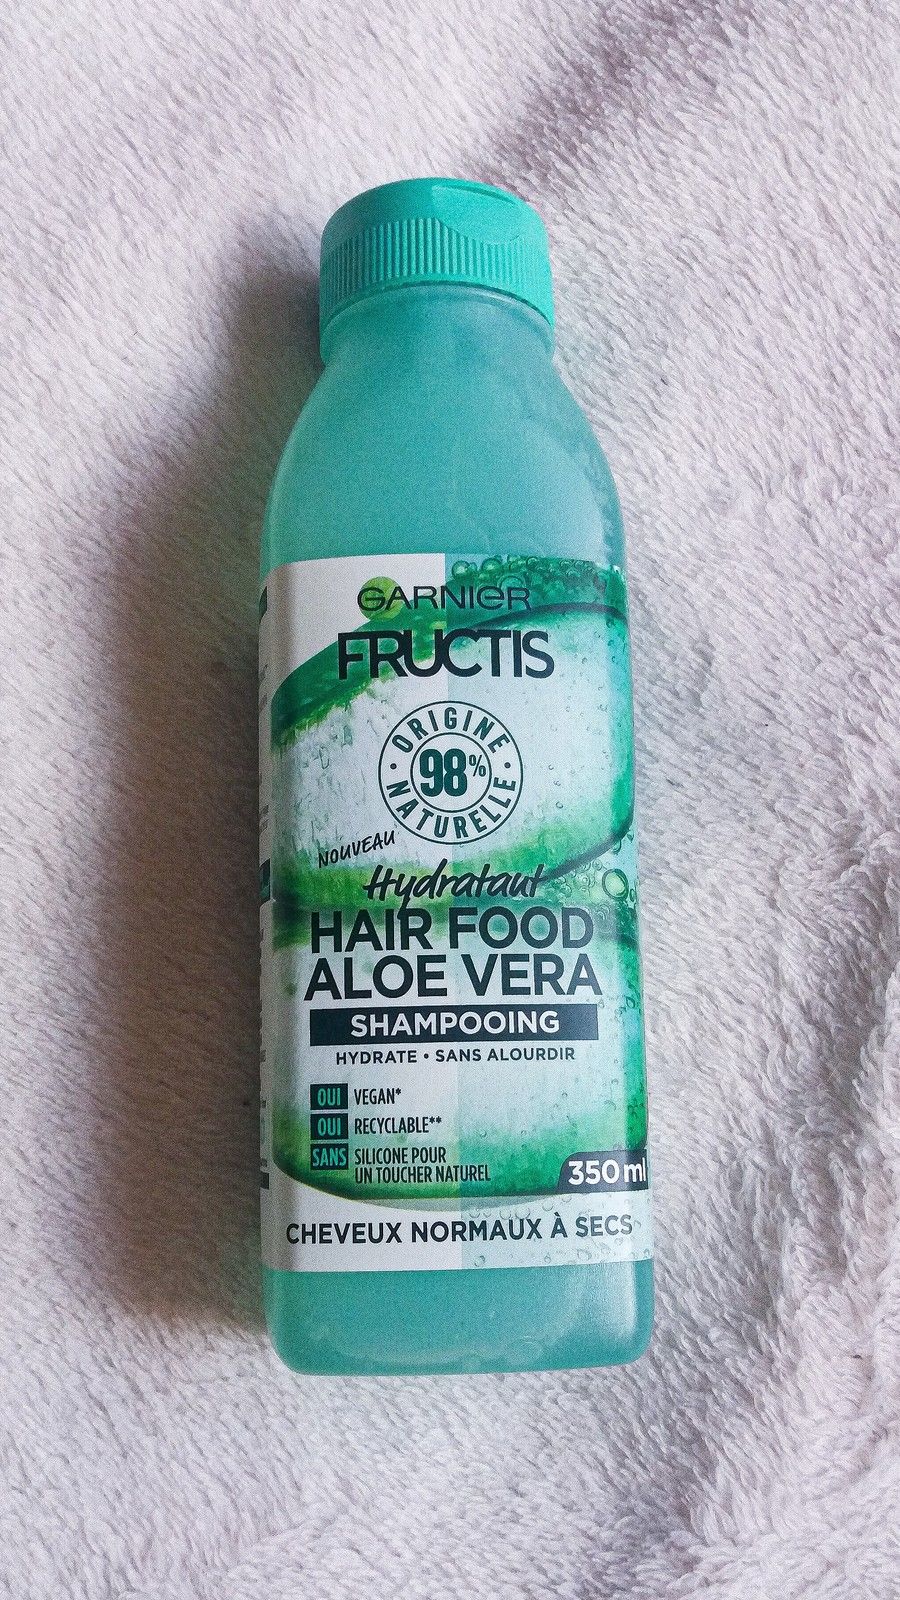 GARNIER
FRUCTIS
ORIGINE
98%
NATURELLE
NOUVEAU
Hydratant
HAIR FOOD
ALOE VERA
SHAMPOOING
HYDRATE • SANS ALOURDIR
OUI VEGAN*
OUI RECYCLABLE**
SANS SILICONE POUR
UN TOUCHER NATUREL
350 ml
CHEVEUX NORMAUX À SECS